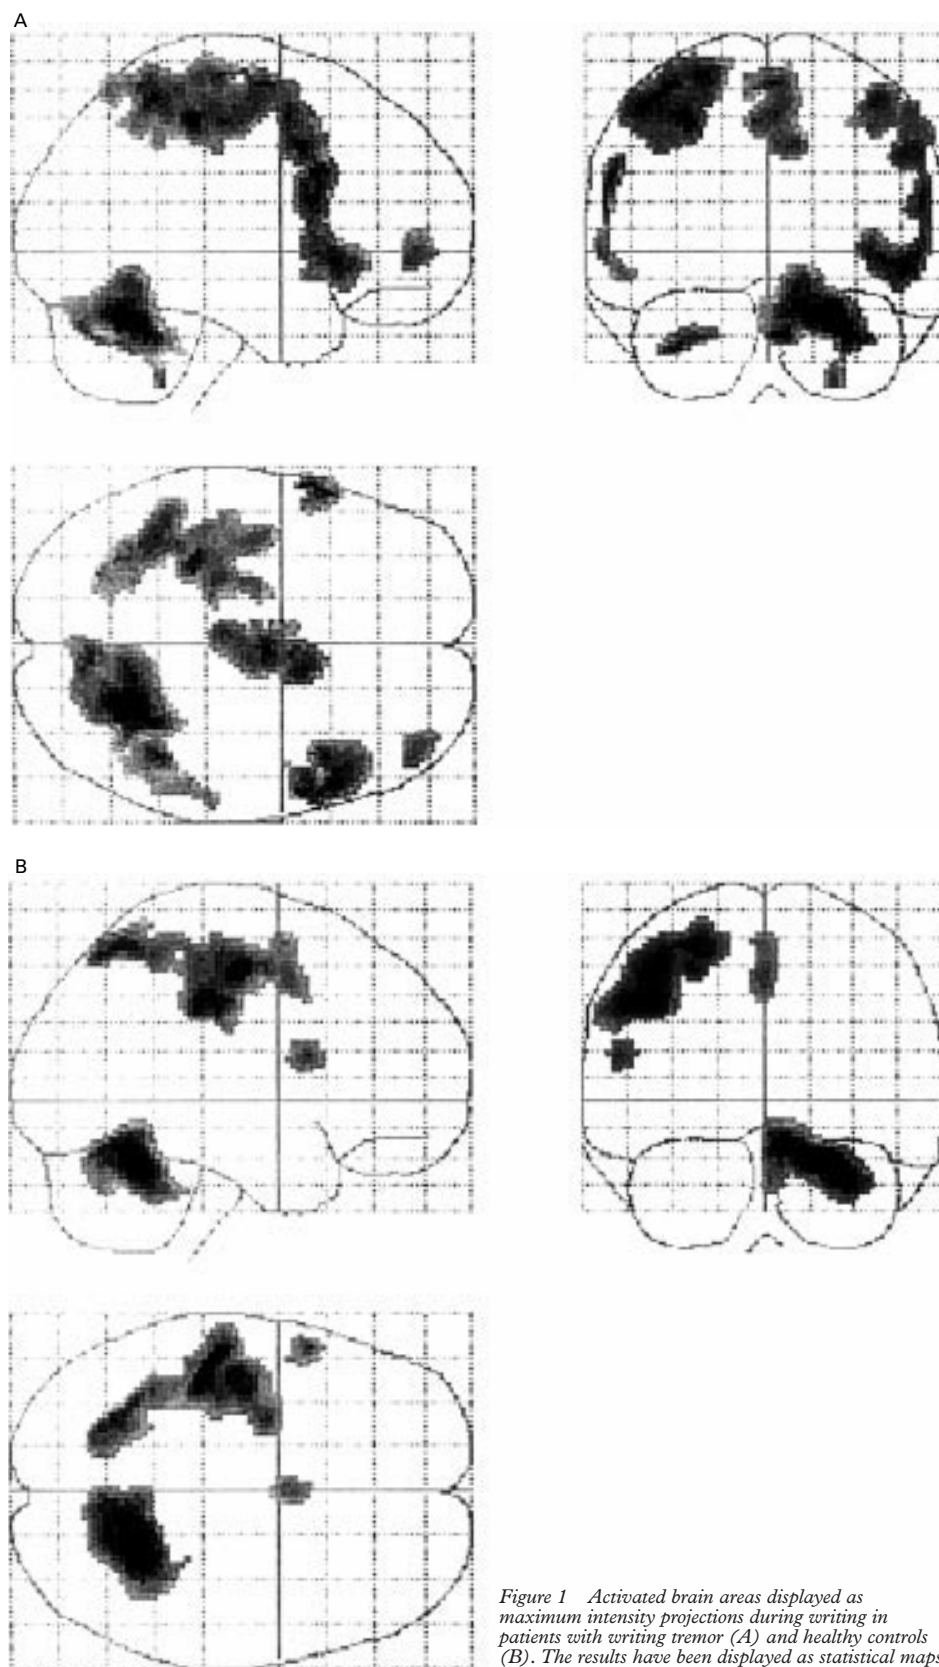 A
B
Figure 1 Activated brain areas displayed as
maximum intensity projections during writing in
patients with writing tremor (A) and healthy controls
(B). The results have been displayed as statistical maps